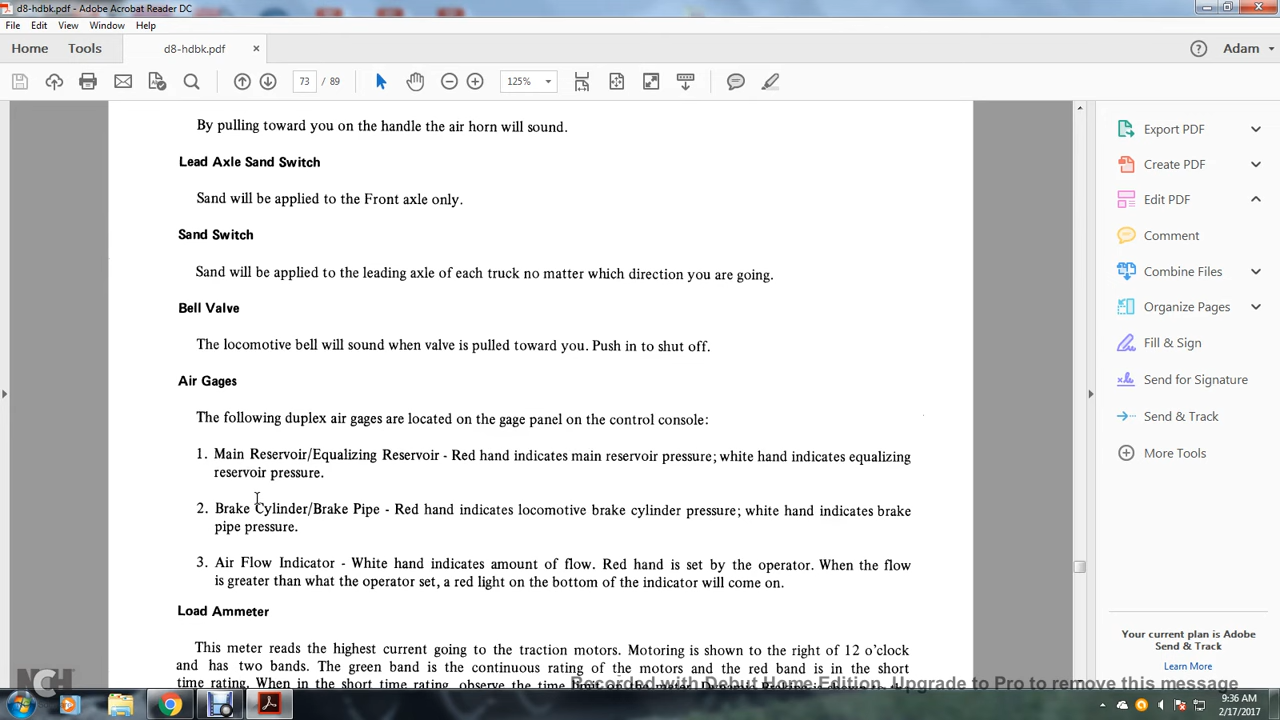 d8-hdbk.pdf - Adobe Acrobat Reader DC
File Edit View Window Help
Home Tools d8-hdbk.pdf × Adam
73 / 89 125%
By pulling toward you on the handle the air horn will sound.
Lead Axle Sand Switch
Sand will be applied to the Front axle only.
Sand Switch
Sand will be applied to the leading axle of each truck no matter which direction you are going.
Bell Valve
The locomotive bell will sound when valve is pulled toward you. Push in to shut off.
Air Gages
The following duplex air gages are located on the gage panel on the control console:
1. Main Reservoir/Equalizing Reservoir - Red hand indicates main reservoir pressure; white hand indicates equalizing
reservoir pressure.
2. Brake Cylinder/Brake Pipe - Red hand indicates locomotive brake cylinder pressure; white hand indicates brake
pipe pressure.
3. Air Flow Indicator - White hand indicates amount of flow. Red hand is set by the operator. When the flow
is greater than what the operator set, a red light on the bottom of the indicator will come on.
Load Ammeter
This meter reads the highest current going to the traction motors. Motoring is shown to the right of 12 o'clock
and has two bands. The green band is the continuous rating of the motors and the red band is in the short
time rating. When in the short time rating, observe the time
Export PDF
Create PDF
Edit PDF
Comment
Combine Files
Organize Pages
Fill & Sign
Send for Signature
Send & Track
More Tools
Your current plan is Adobe
Send & Track
Learn More
NCH
Recorded with Debut Home Edition. Upgrade to Pro to remove this message
9:36 AM
2/17/2017